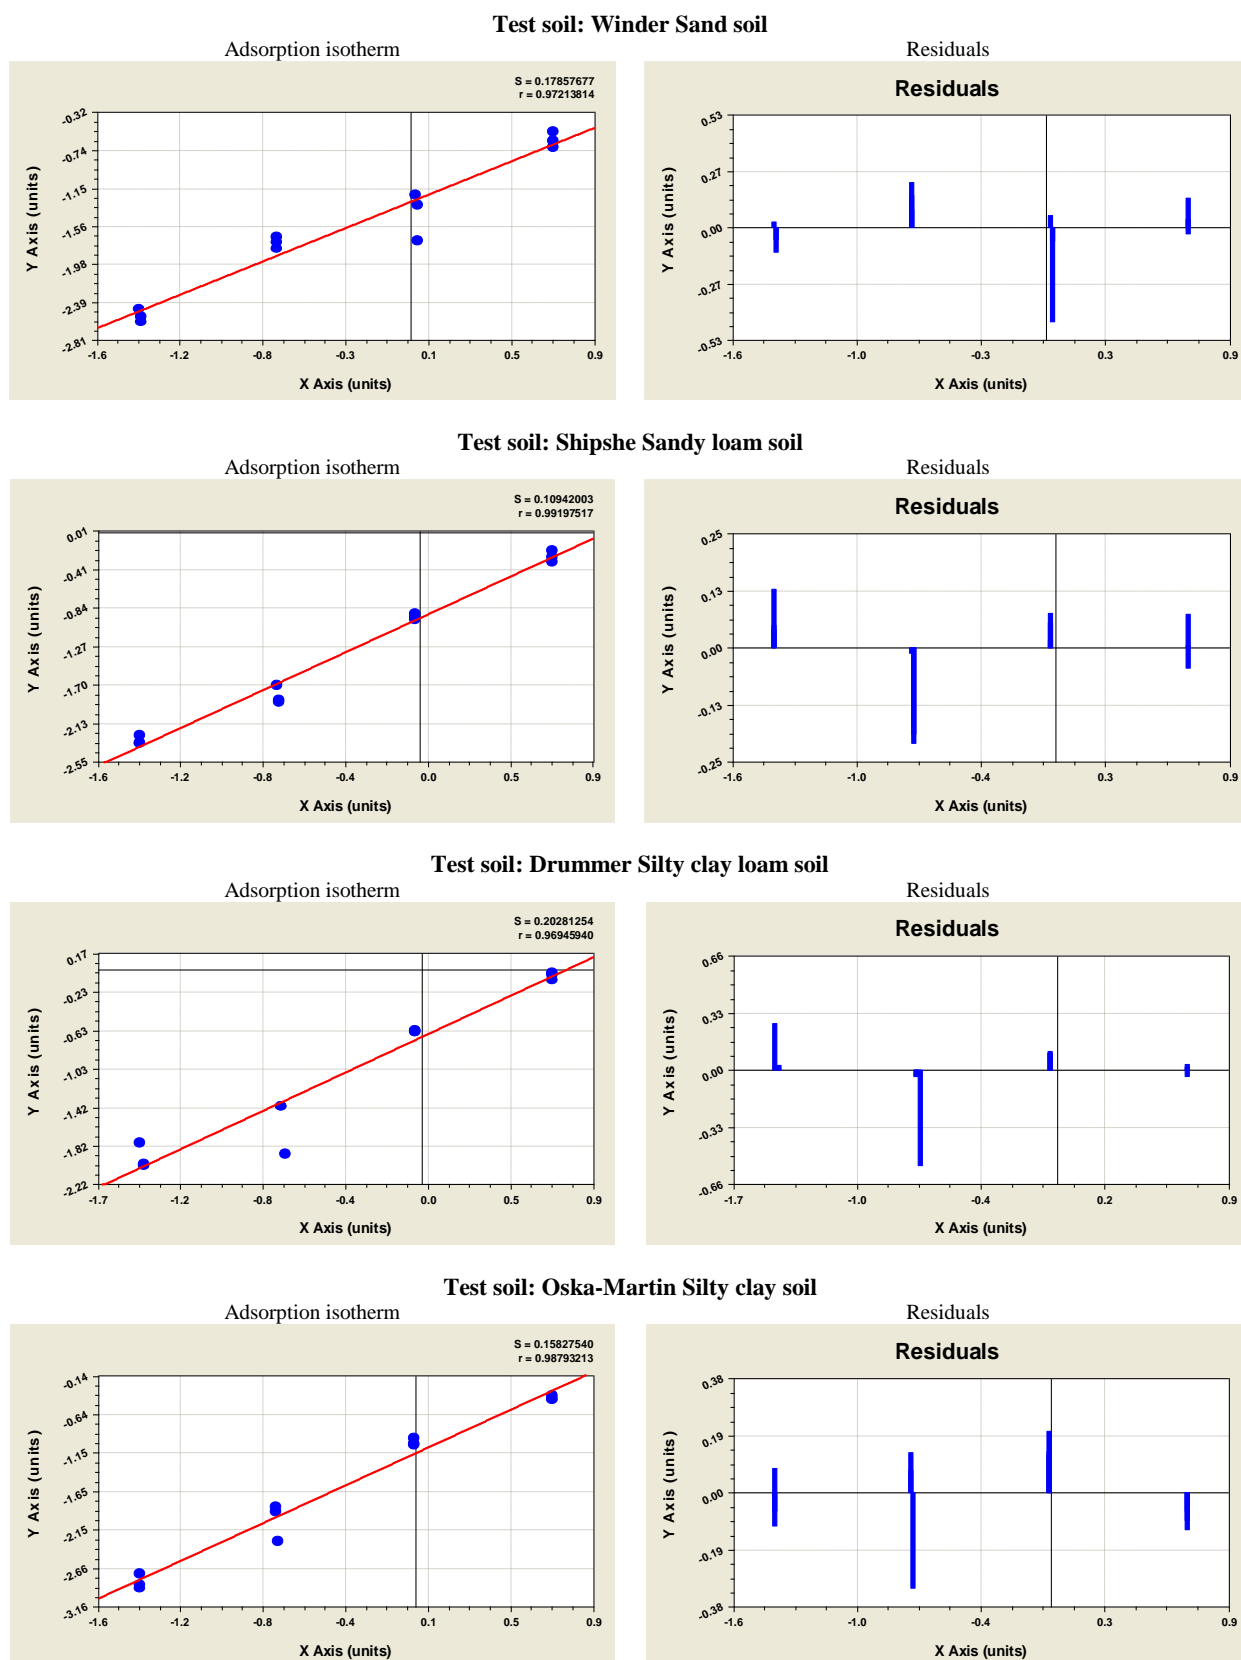 Test soil: Winder Sand soil
Adsorption isotherm
Residuals
S = 0.17857677
r = 0.97213814
-0.32
-0.74
-1.15
-1.56
-1.98
-2.39
-2.81
Y Axis (units)
-1.6 -1.2 -0.8 -0.3 0.1 0.5 0.9
X Axis (units)
Residuals
0.53
0.27
0.00
-0.27
-0.53
Y Axis (units)
-1.6 -1.0 -0.3 0.3 0.9
X Axis (units)
Test soil: Shipshe Sandy loam soil
Adsorption isotherm
Residuals
S = 0.10942003
r = 0.99197517
0.01
-0.41
-0.84
-1.27
-1.70
-2.13
-2.55
Y Axis (units)
-1.6 -1.2 -0.8 -0.4 0.0 0.5 0.9
X Axis (units)
Residuals
0.25
0.13
0.00
-0.13
-0.25
Y Axis (units)
-1.6 -1.0 -0.4 0.3 0.9
X Axis (units)
Test soil: Drummer Silty clay loam soil
Adsorption isotherm
Residuals
S = 0.20281254
r = 0.96945940
0.17
-0.23
-0.63
-1.03
-1.42
-1.82
-2.22
Y Axis (units)
-1.7 -1.2 -0.8 -0.4 0.0 0.5 0.9
X Axis (units)
Residuals
0.66
0.33
0.00
-0.33
-0.66
Y Axis (units)
-1.7 -1.0 -0.4 0.2 0.9
X Axis (units)
Test soil: Oska-Martin Silty clay soil
Adsorption isotherm
Residuals
S = 0.15827540
r = 0.98793213
-0.14
-0.64
-1.15
-1.65
-2.15
-2.66
-3.16
Y Axis (units)
-1.6 -1.2 -0.8 -0.3 0.1 0.5 0.9
X Axis (units)
Residuals
0.38
0.19
0.00
-0.19
-0.38
Y Axis (units)
-1.6 -1.0 -0.4 0.3 0.9
X Axis (units)